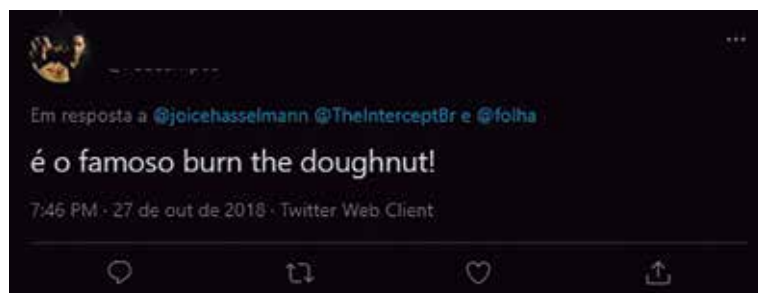 Em resposta a @joicehasselmann @TheInterceptBr e @folha
é o famoso burn the doughnut!
7:46 PM · 27 de out de 2018 · Twitter Web Client